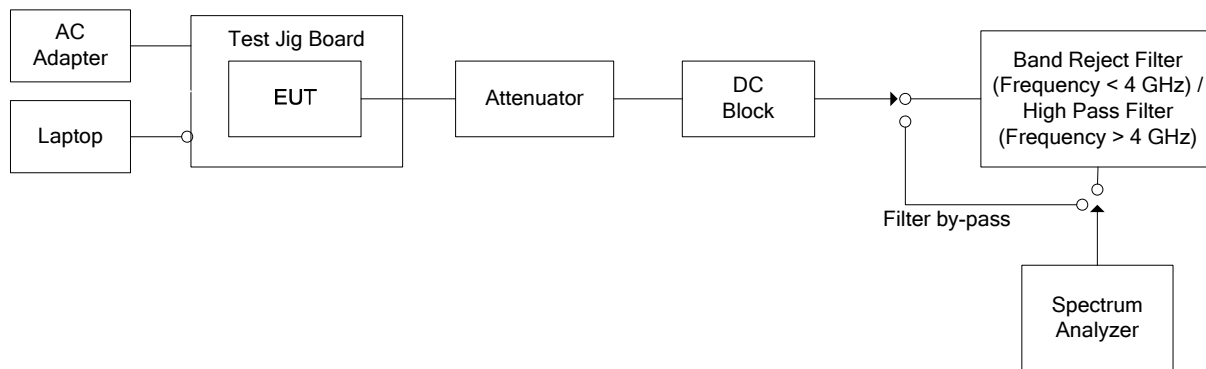 AC
Adapter
Laptop
Test Jig Board
EUT
Attenuator
DC
Block
Band Reject Filter
(Frequency < 4 GHz) /
High Pass Filter
(Frequency > 4 GHz)
Filter by-pass
Spectrum
Analyzer